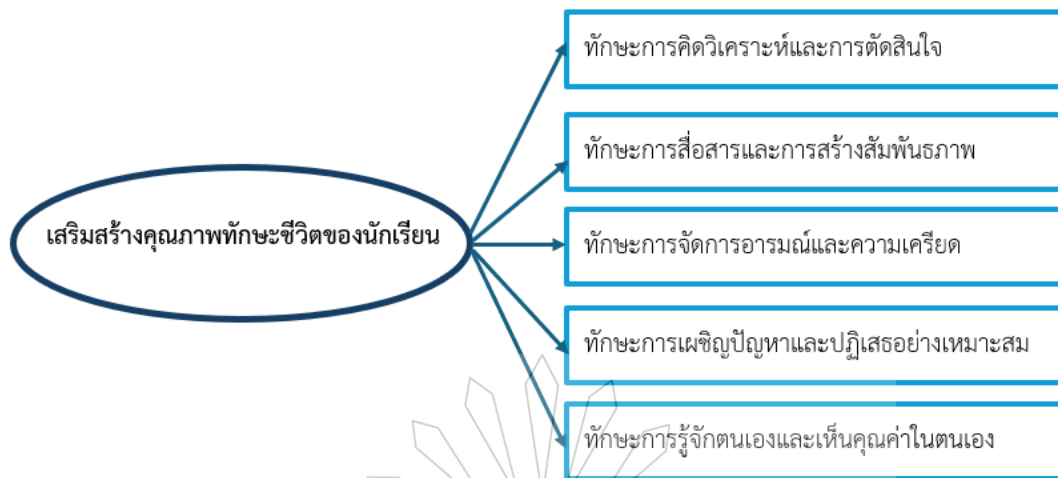 ทักษะการคิดวิเคราะห์และการตัดสินใจ
ทักษะการสื่อสารและการสร้างสัมพันธภาพ
เสริมสร้างคุณภาพทักษะชีวิตของนักเรียน
ทักษะการจัดการอารมณ์และความเครียด
ทักษะการเผชิญปัญหาและปฏิเสธอย่างเหมาะสม
ทักษะการรู้จักตนเองและเห็นคุณค่าในตนเอง